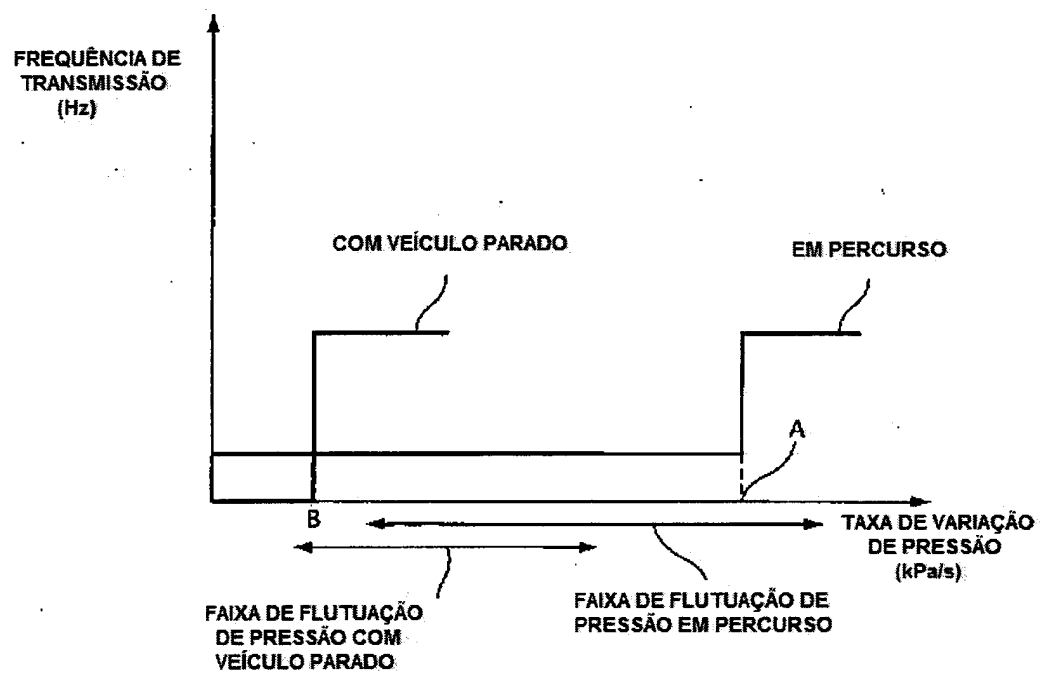 FREQUÊNCIA DE
TRANSMISSÃO
(Hz)
COM VEÍCULO PARADO
EM PERCURSO
A
B
TAXA DE VARIAÇÃO
DE PRESSÃO
(kPa/s)
FAIXA DE FLUTUAÇÃO
DE PRESSÃO COM
VEÍCULO PARADO
FAIXA DE FLUTUAÇÃO DE
PRESSÃO EM PERCURSO